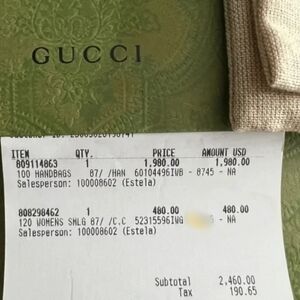 GUCCI
ITEM QTY. PRICE AMOUNT USD
809114863 1 1,980.00 1,980.00
100 HANDBAGS 87/ /HAN 60104496IWB - 8745 - NA
Salesperson: 100008602 (Estela)
808298462 1 480.00 480.00
120 WOMENS SMLG 87/ /C.C 52315596IWG - NA
Salesperson: 100008602 (Estela)
Subtotal 2,460.00
Tax 190.65